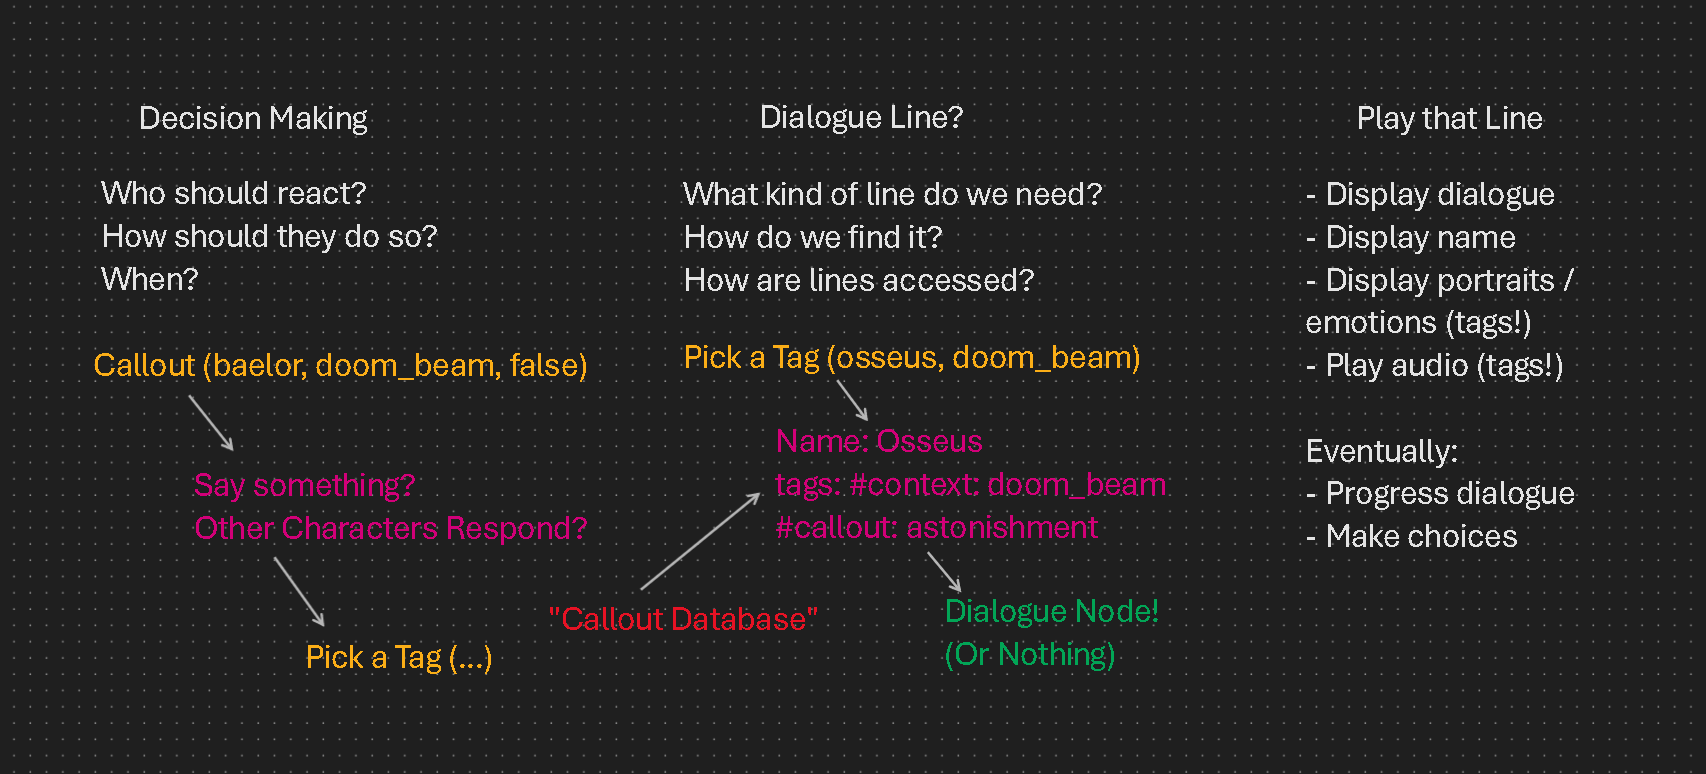 Decision Making
Who should react?
How should they do so?
When?
Callout (baelor, doom_beam, false)
Say something?
Other Characters Respond?
Pick a Tag (...)
Dialogue Line?
What kind of line do we need?
How do we find it?
How are lines accessed?
Pick a Tag (osseus, doom_beam)
Name: Osseus
tags: #context: doom_beam
#callout: astonishment
"Callout Database"
Dialogue Node!
(Or Nothing)
Play that Line
- Display dialogue
- Display name
- Display portraits /
emotions (tags!)
- Play audio (tags!)
Eventually:
- Progress dialogue
- Make choices